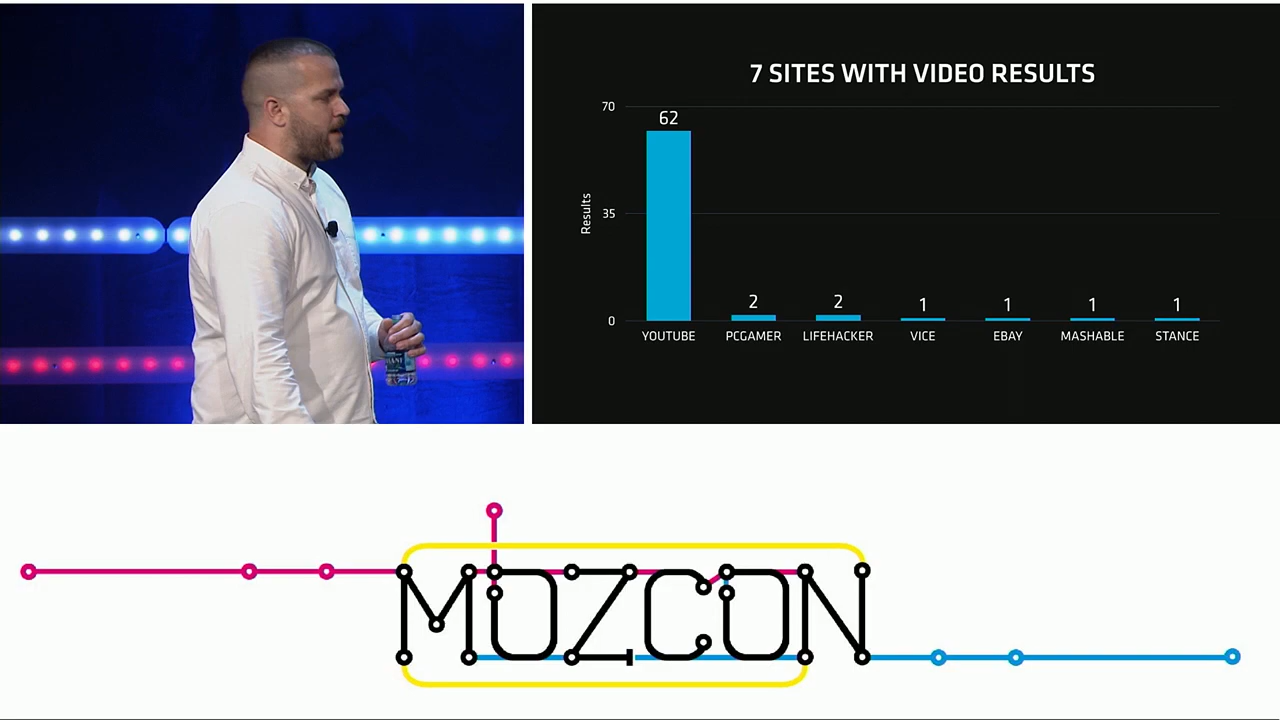 7 SITES WITH VIDEO RESULTS
70
62
Results
35
2
2
1
1
1
1
0
YOUTUBE
PCGAMER
LIFEHACKER
VICE
EBAY
MASHABLE
STANCE
MOZCON